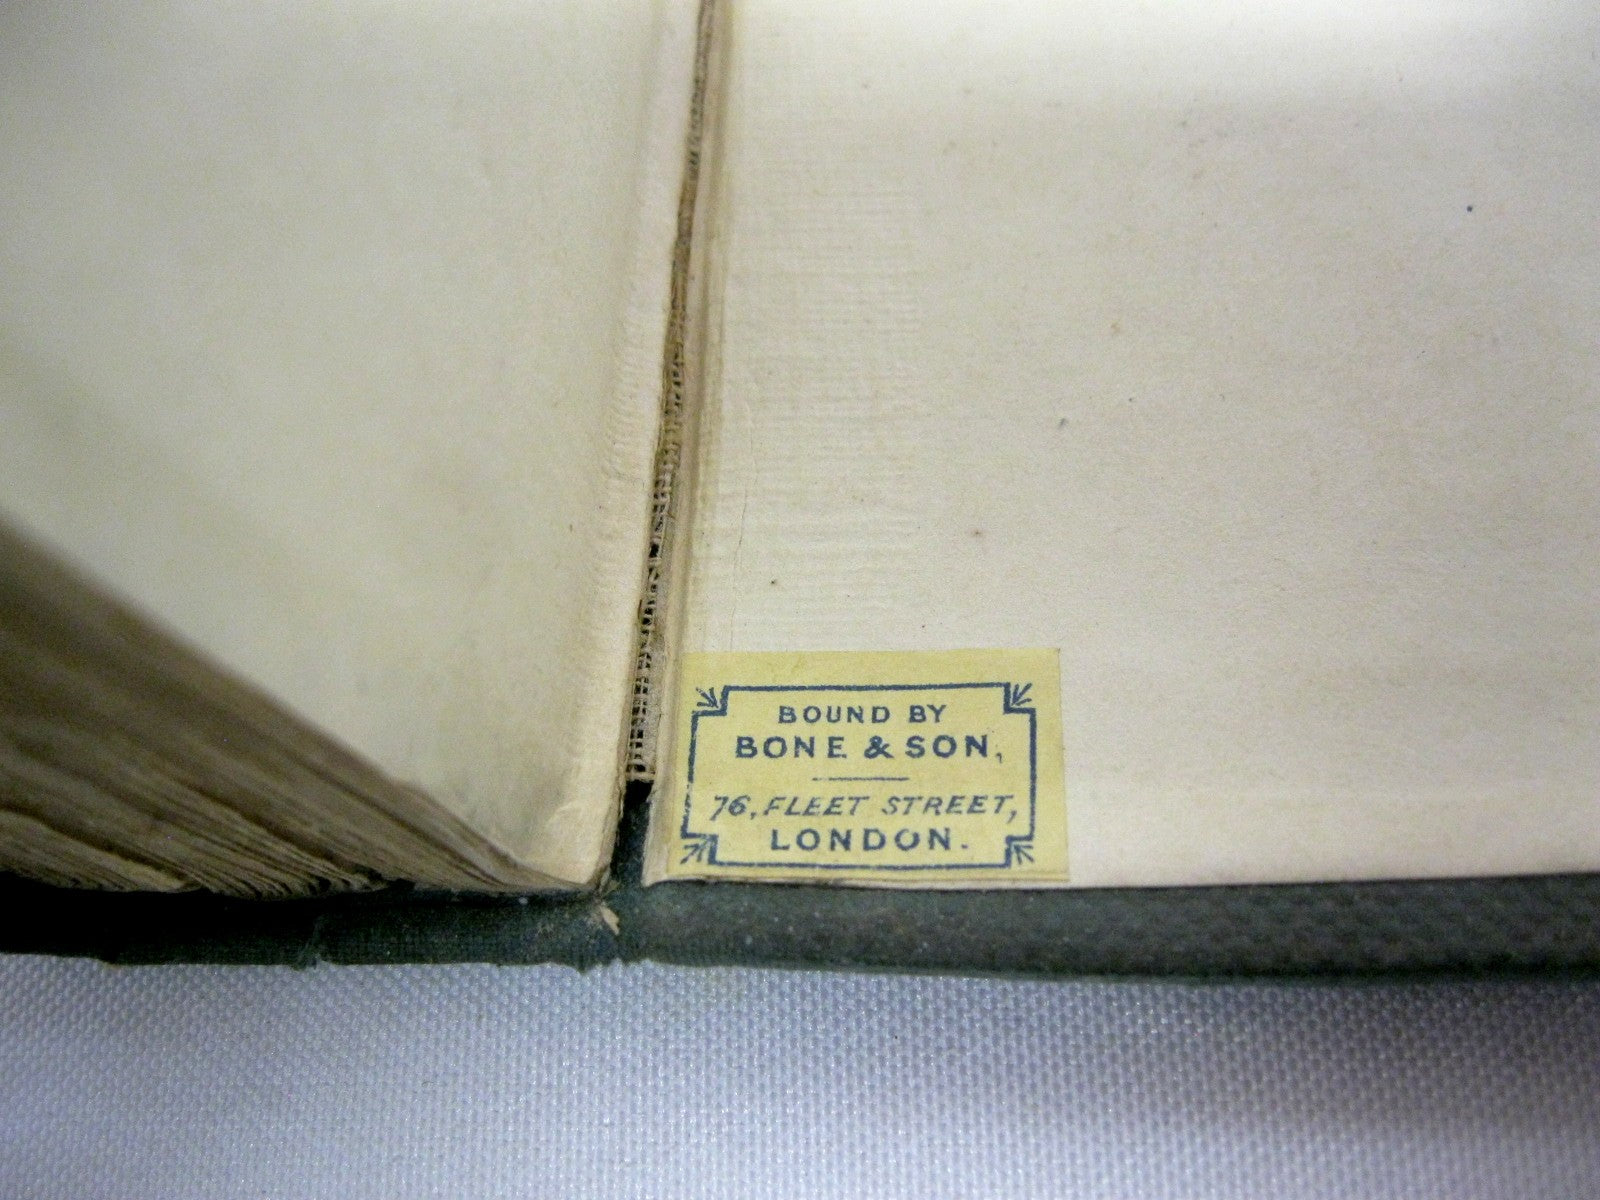 BOUND BY
BONE & SON,
76, FLEET STREET,
LONDON.